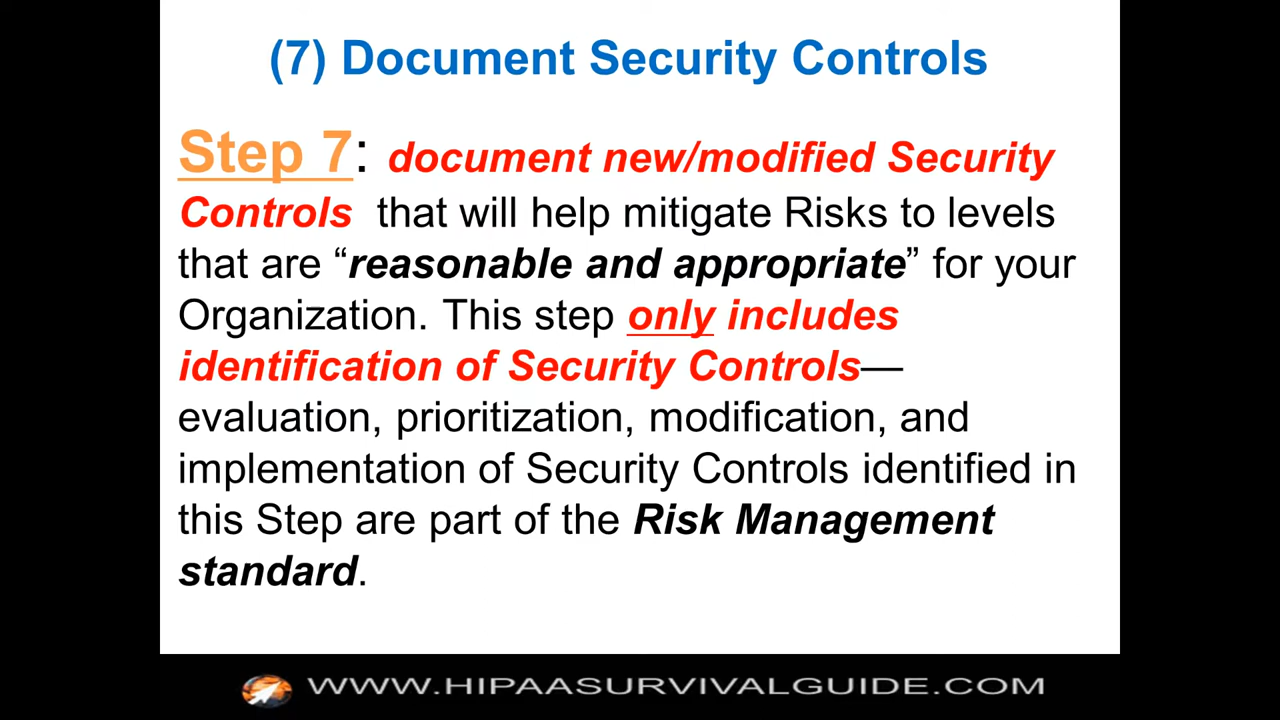 (7) Document Security Controls
Step 7: document new/modified Security
Controls that will help mitigate Risks to levels
that are “reasonable and appropriate” for your
Organization. This step only includes
identification of Security Controls—
evaluation, prioritization, modification, and
implementation of Security Controls identified in
this Step are part of the Risk Management
standard.
WWW.HIPAASURVIVALGUIDE.COM